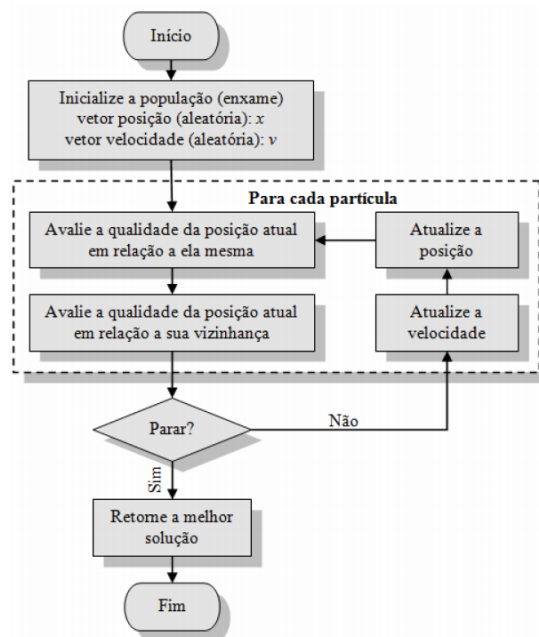 Início
Inicialize a população (enxame)
vetor posição (aleatória): x
vetor velocidade (aleatória): v
Para cada partícula
Avalie a qualidade da posição atual
em relação a ela mesma
Atualize a
posição
Avalie a qualidade da posição atual
em relação a sua vizinhança
Atualize a
velocidade
Parar?
Não
Sim
Retorne a melhor
solução
Fim